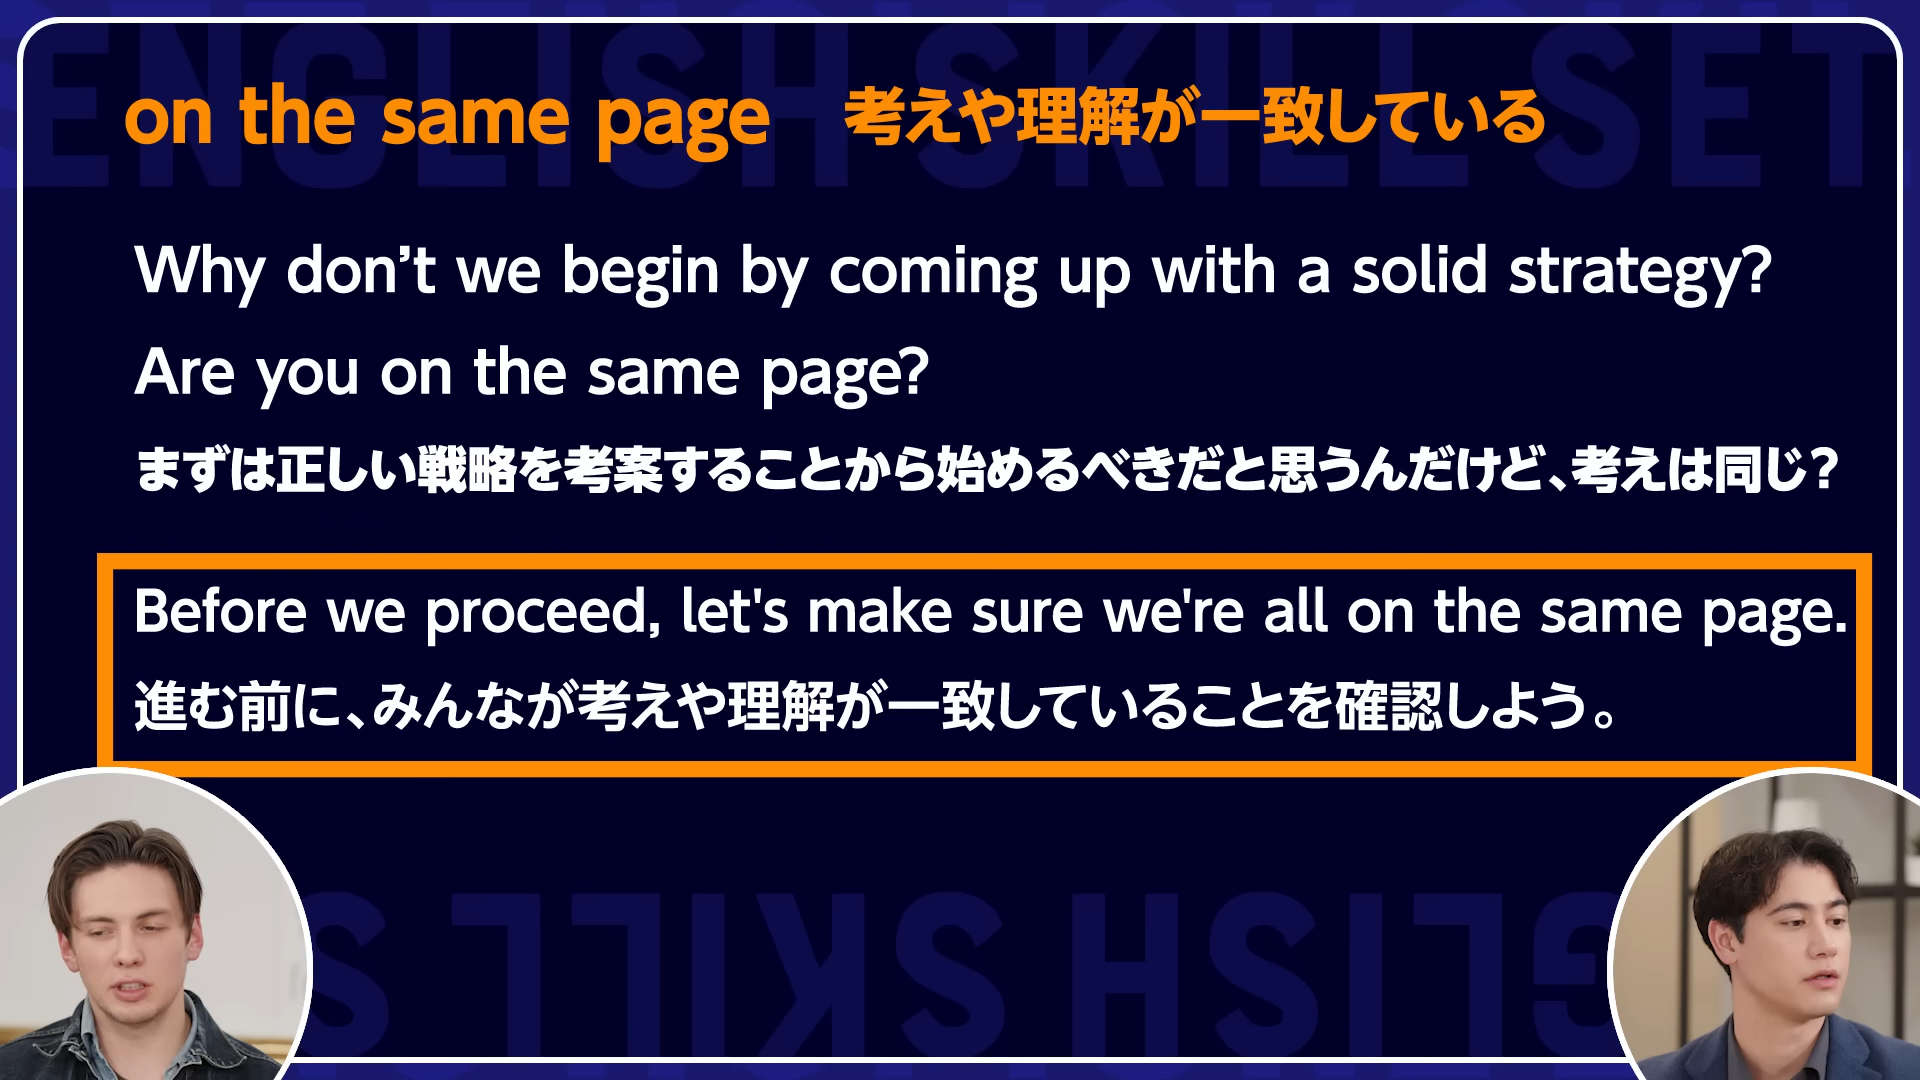 ENGLISH SKILL SET
on the same page 考えや理解が一致している
Why don’t we begin by coming up with a solid strategy?
Are you on the same page?
まずは正しい戦略を考案することから始めるべきだと思うんだけど、考えは同じ？
Before we proceed, let's make sure we're all on the same page.
進む前に、みんなが考えや理解が一致していることを確認しよう。
GLISH SKILL S